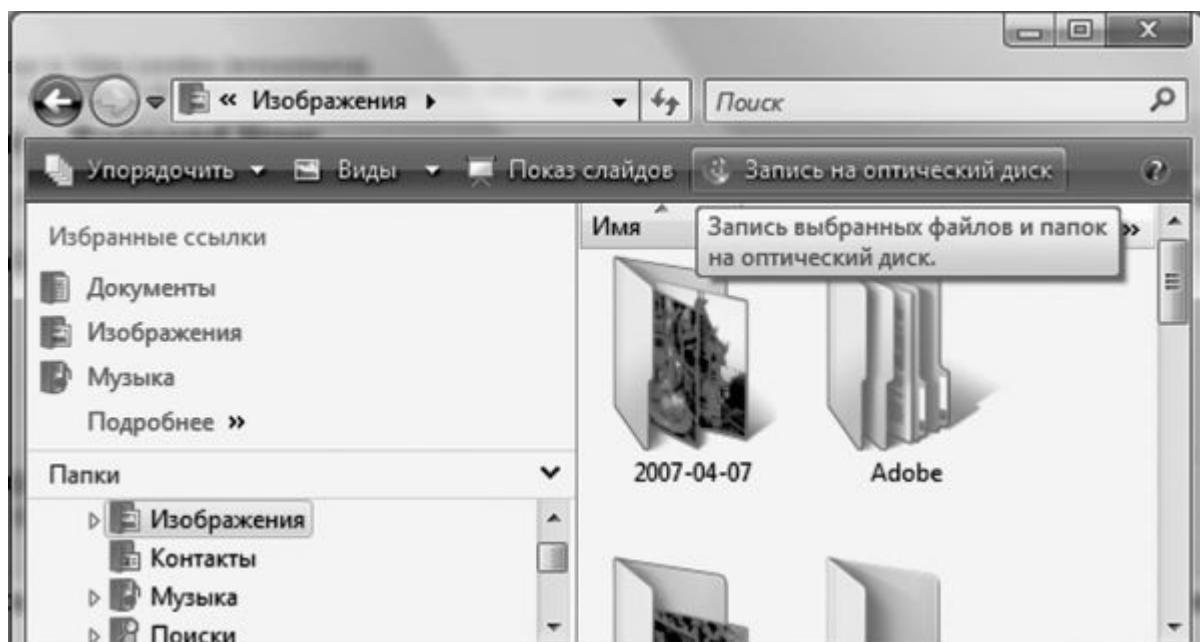 « Изображения
Поиск
Упорядочить Виды Показ слайдов Запись на оптический диск
Избранные ссылки
Документы
Изображения
Музыка
Подробнее »
Папки
Изображения
Контакты
Музыка
Поиски
Имя »
Запись выбранных файлов и папок
на оптический диск.
2007-04-07 Adobe